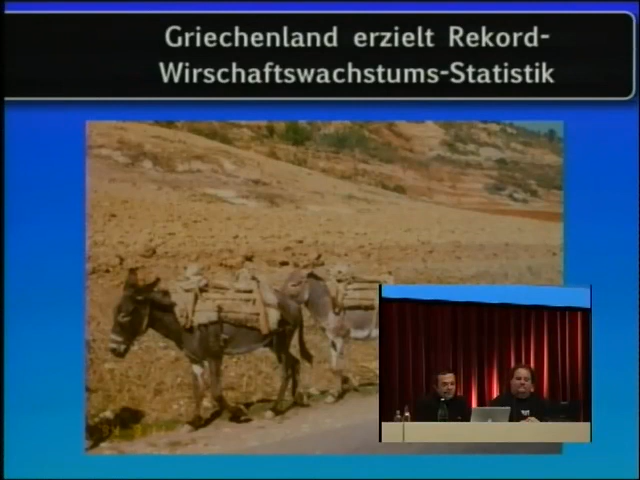 Griechenland erzielt Rekord-
Wirschaftswachstums-Statistik